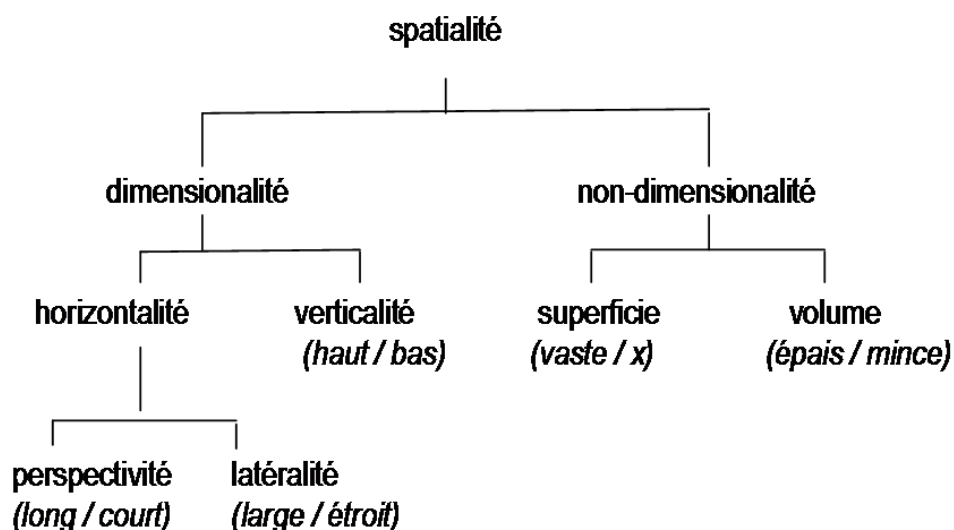 spatialité
dimensionalité non-dimensionalité
horizontalité verticalité superficie volume
(haut / bas) (vaste / x) (épais / mince)
perspectivité latéralité
(long / court) (large / étroit)